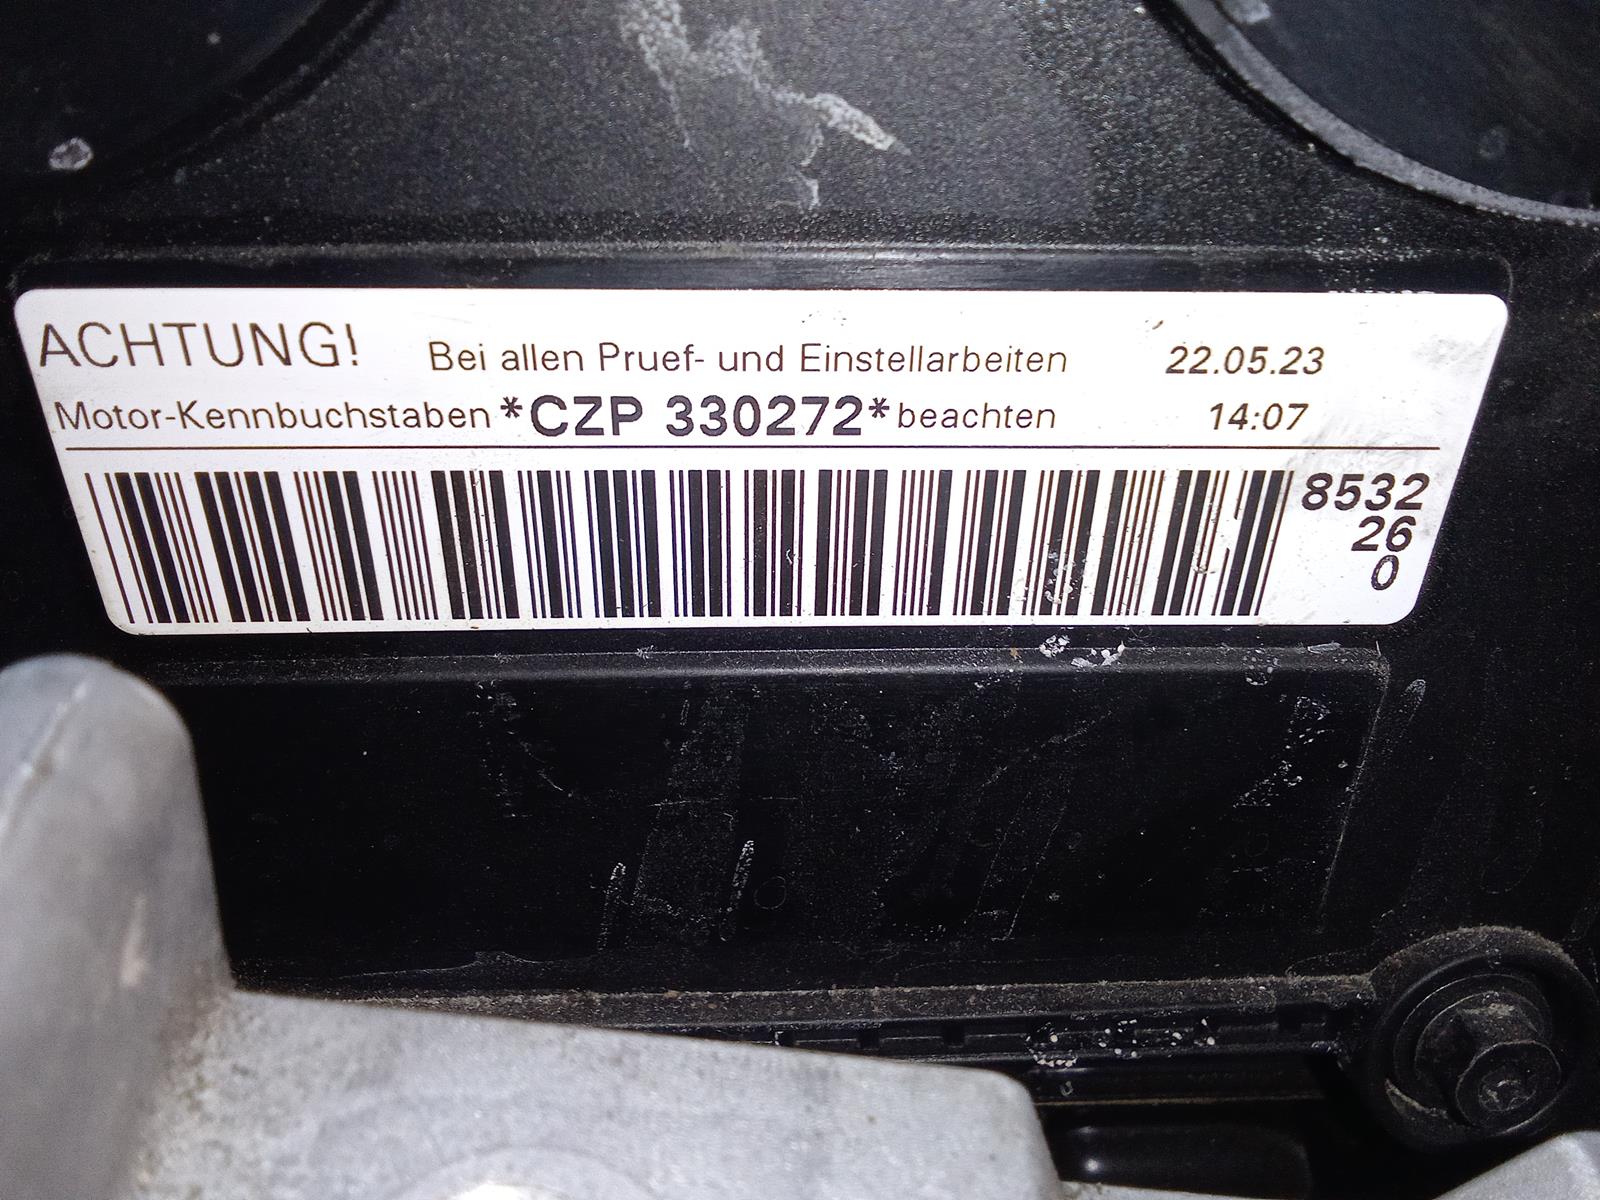 ACHTUNG! Bei allen Pruef- und Einstellarbeiten 22.05.23
Motor-Kennbuchstaben *CZP 330272* beachten 14:07
8532
26
0